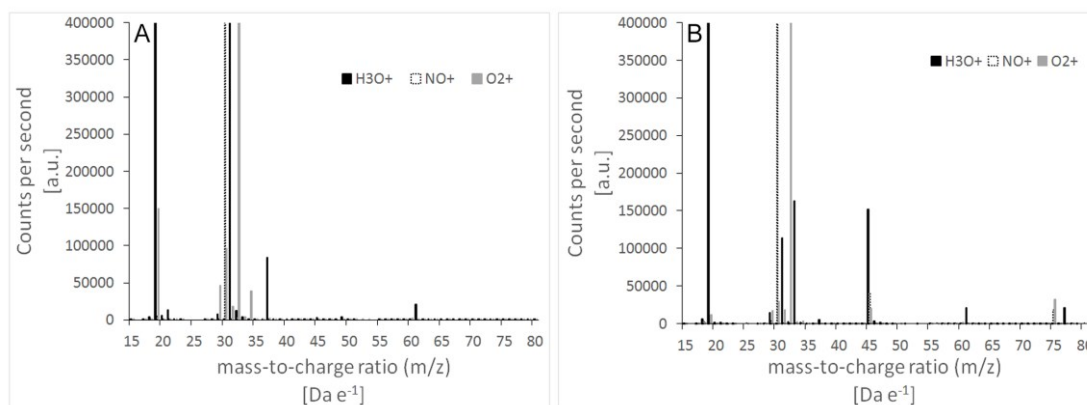 A
400000
350000
300000
250000
200000
150000
100000
50000
0
Counts per second
[a.u.]
H3O+ NO+ O2+
15 20 25 30 35 40 45 50 55 60 65 70 75 80
mass-to-charge ratio (m/z)
[Da e⁻¹]
B
400000
350000
300000
250000
200000
150000
100000
50000
0
Counts per second
[a.u.]
H3O+ NO+ O2+
15 20 25 30 35 40 45 50 55 60 65 70 75 80
mass-to-charge ratio (m/z)
[Da e⁻¹]